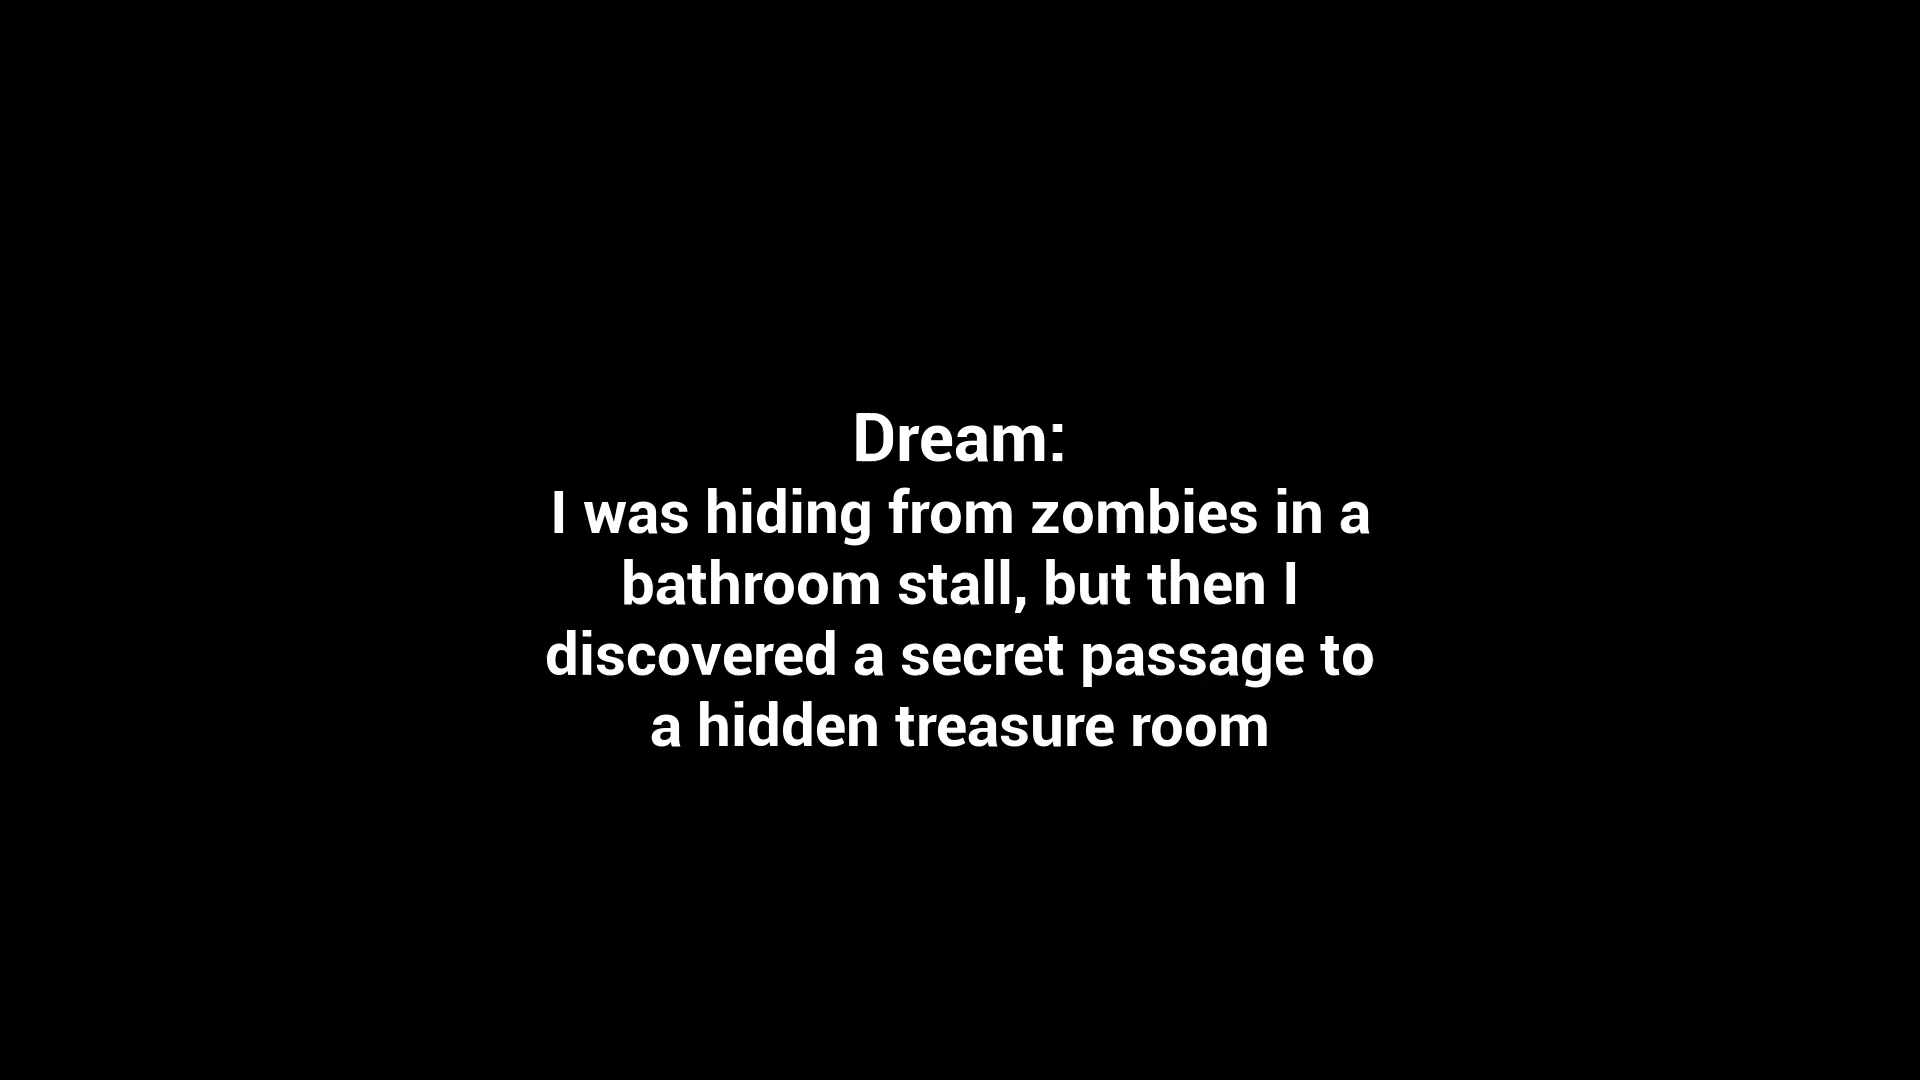 Dream:
I was hiding from zombies in a
bathroom stall, but then I
discovered a secret passage to
a hidden treasure room